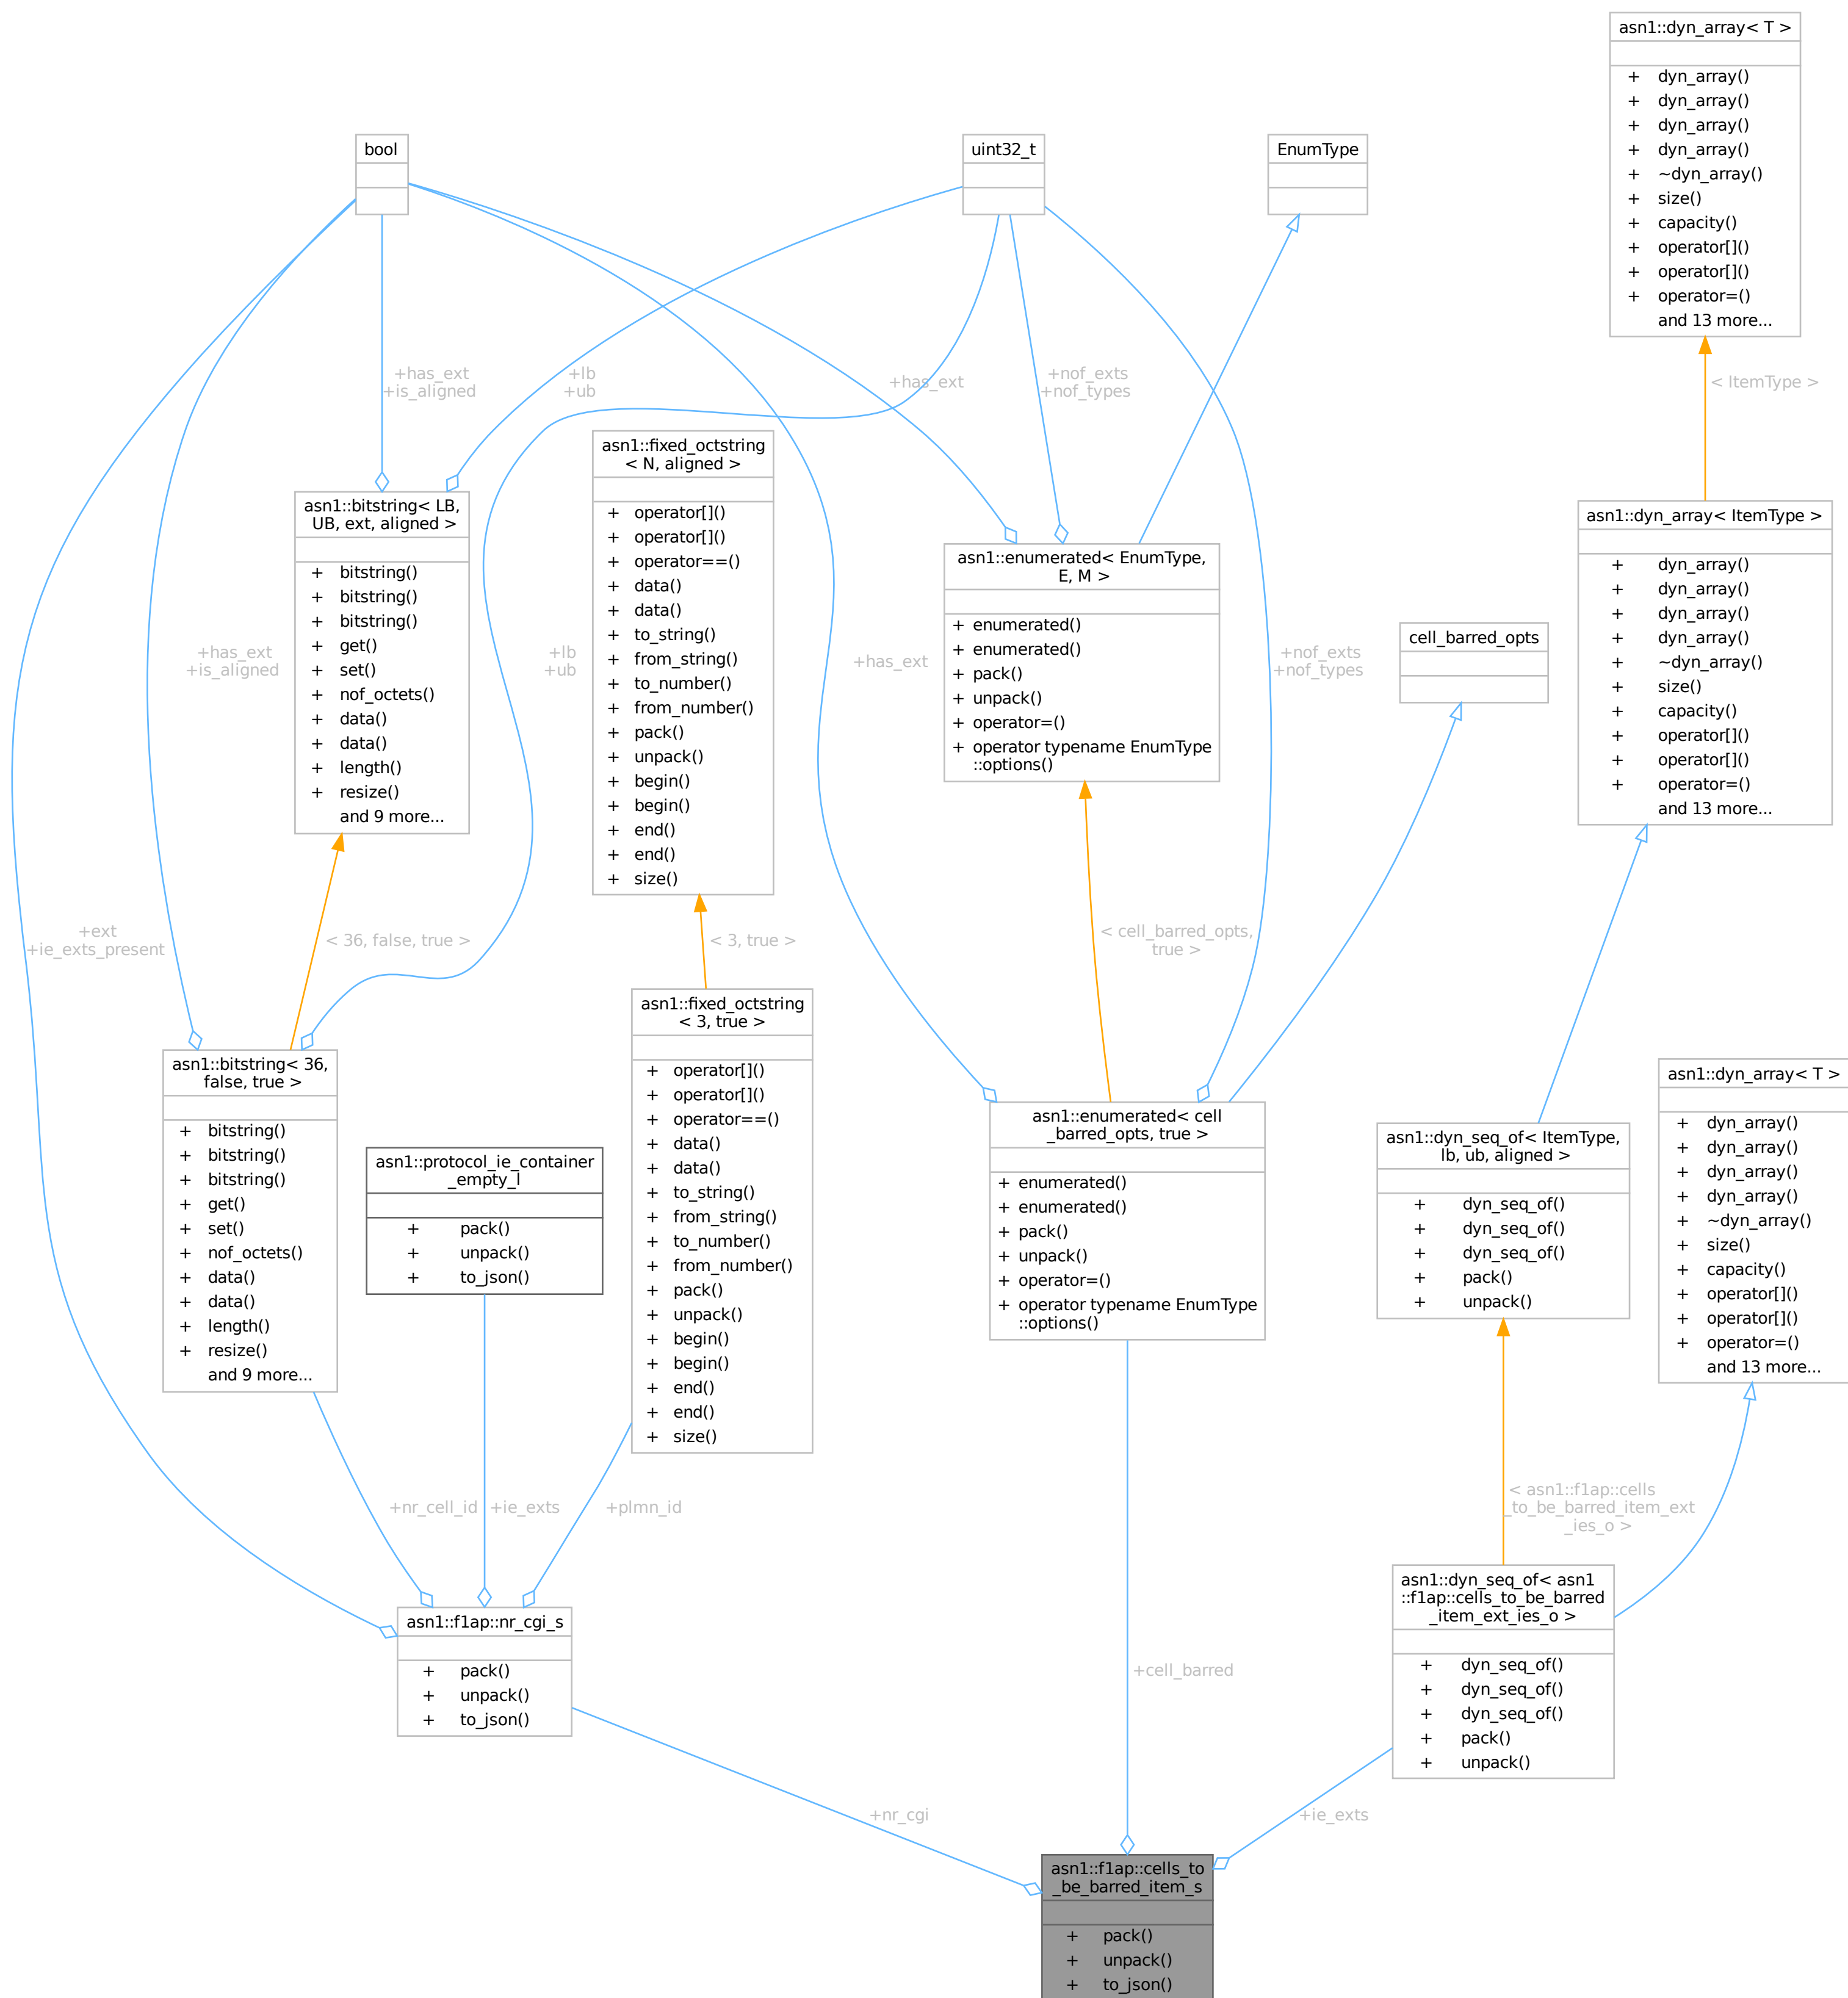 asn1::dyn_array< T >
+ dyn_array()
+ dyn_array()
+ dyn_array()
+ dyn_array()
+ ~dyn_array()
+ size()
+ capacity()
+ operator[]()
+ operator[]()
+ operator=()
and 13 more...
bool
uint32_t
EnumType
+has_ext
+is_aligned
+lb
+ub
+has_ext
+nof_exts
+nof_types
< ItemType >
asn1::fixed_octstring
< N, aligned >
+ operator[]()
+ operator[]()
+ operator==()
+ data()
+ data()
+ to_string()
+ from_string()
+ to_number()
+ from_number()
+ pack()
+ unpack()
+ begin()
+ begin()
+ end()
+ end()
+ size()
asn1::bitstring< LB,
UB, ext, aligned >
+ bitstring()
+ bitstring()
+ bitstring()
+ get()
+ set()
+ nof_octets()
+ data()
+ data()
+ length()
+ resize()
and 9 more...
asn1::enumerated< EnumType,
E, M >
+ enumerated()
+ enumerated()
+ pack()
+ unpack()
+ operator=()
+ operator typename EnumType
::options()
asn1::dyn_array< ItemType >
+ dyn_array()
+ dyn_array()
+ dyn_array()
+ dyn_array()
+ ~dyn_array()
+ size()
+ capacity()
+ operator[]()
+ operator[]()
+ operator=()
and 13 more...
cell_barred_opts
+has_ext
+is_aligned
+lb
+ub
+has_ext
+nof_exts
+nof_types
+ext
+ie_exts_present
< 36, false, true >
< 3, true >
< cell_barred_opts,
true >
asn1::fixed_octstring
< 3, true >
+ operator[]()
+ operator[]()
+ operator==()
+ data()
+ data()
+ to_string()
+ from_string()
+ to_number()
+ from_number()
+ pack()
+ unpack()
+ begin()
+ begin()
+ end()
+ end()
+ size()
asn1::bitstring< 36,
false, true >
+ bitstring()
+ bitstring()
+ bitstring()
+ get()
+ set()
+ nof_octets()
+ data()
+ data()
+ length()
+ resize()
and 9 more...
asn1::protocol_ie_container
_empty_l
+ pack()
+ unpack()
+ to_json()
asn1::enumerated< cell
_barred_opts, true >
+ enumerated()
+ enumerated()
+ pack()
+ unpack()
+ operator=()
+ operator typename EnumType
::options()
asn1::dyn_seq_of< ItemType,
lb, ub, aligned >
+ dyn_seq_of()
+ dyn_seq_of()
+ dyn_seq_of()
+ pack()
+ unpack()
asn1::dyn_array< T >
+ dyn_array()
+ dyn_array()
+ dyn_array()
+ dyn_array()
+ ~dyn_array()
+ size()
+ capacity()
+ operator[]()
+ operator[]()
+ operator=()
and 13 more...
+nr_cell_id
+ie_exts
+plmn_id
< asn1::f1ap::cells
_to_be_barred_item_ext
_ies_o >
asn1::f1ap::nr_cgi_s
+ pack()
+ unpack()
+ to_json()
+cell_barred
asn1::dyn_seq_of< asn1
::f1ap::cells_to_be_barred
_item_ext_ies_o >
+ dyn_seq_of()
+ dyn_seq_of()
+ dyn_seq_of()
+ pack()
+ unpack()
+nr_cgi
+ie_exts
asn1::f1ap::cells_to
_be_barred_item_s
+ pack()
+ unpack()
+ to_json()